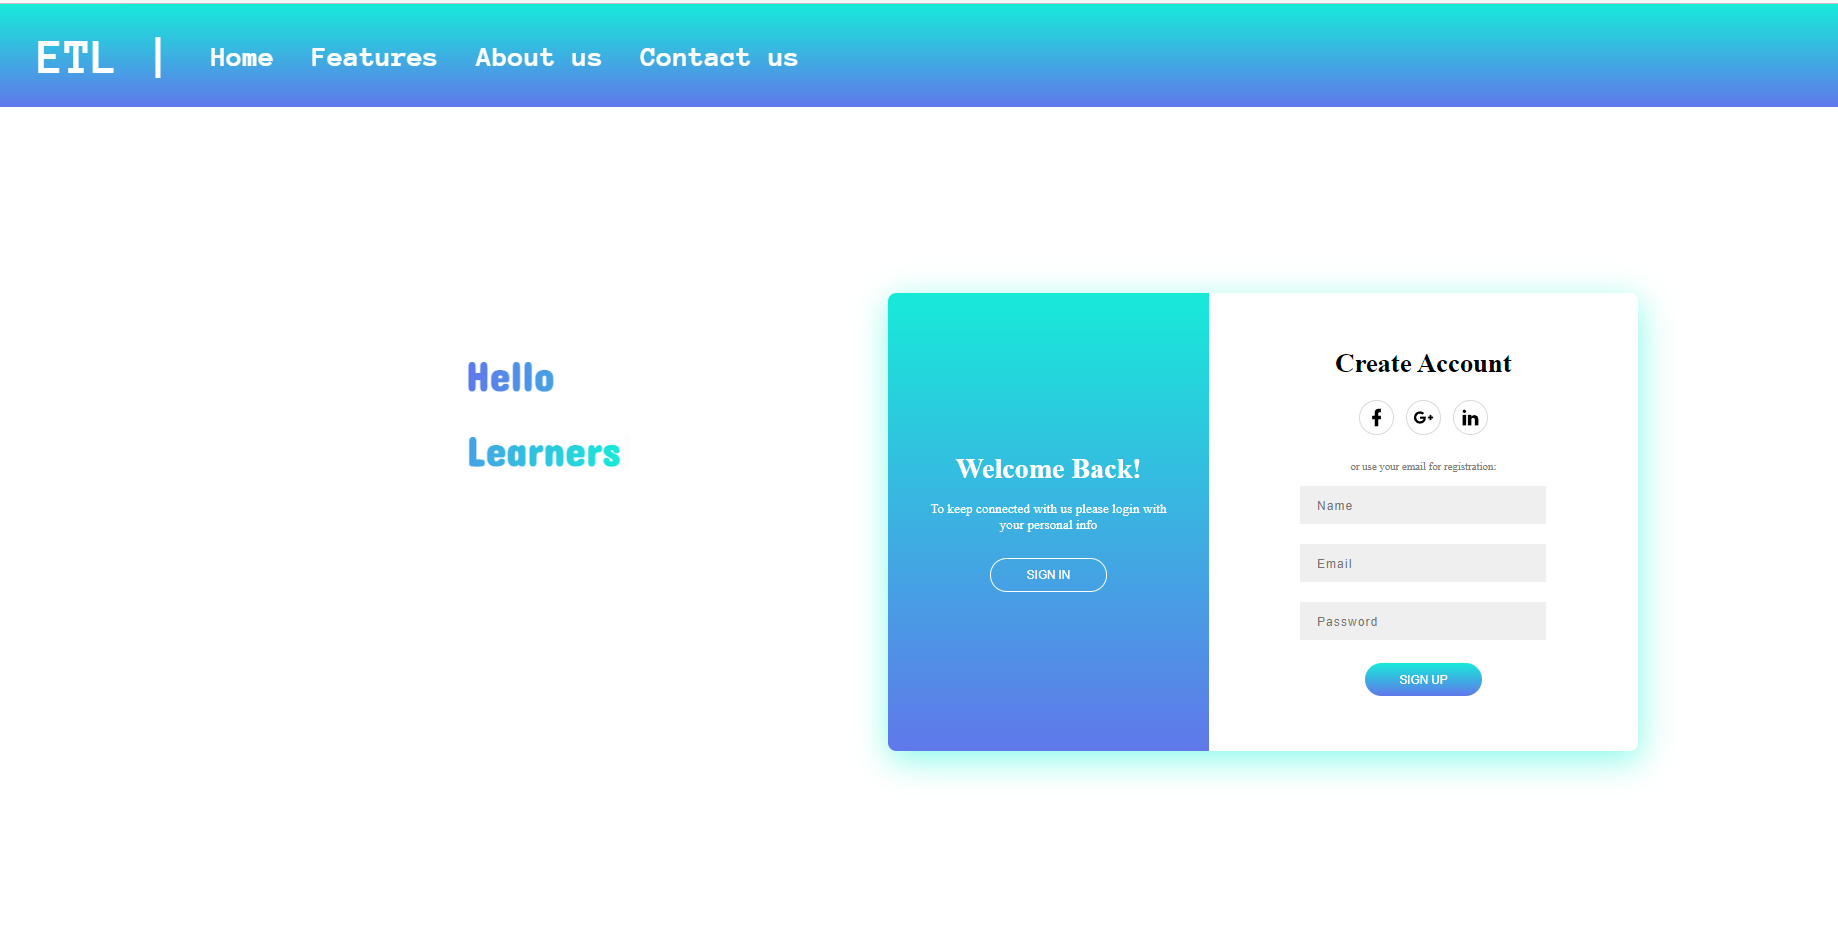 ETL | Home Features About us Contact us
Hello
Learners
Welcome Back!
To keep connected with us please login with
your personal info
SIGN IN
Create Account
f G+ in
or use your email for registration:
Name
Email
Password
SIGN UP